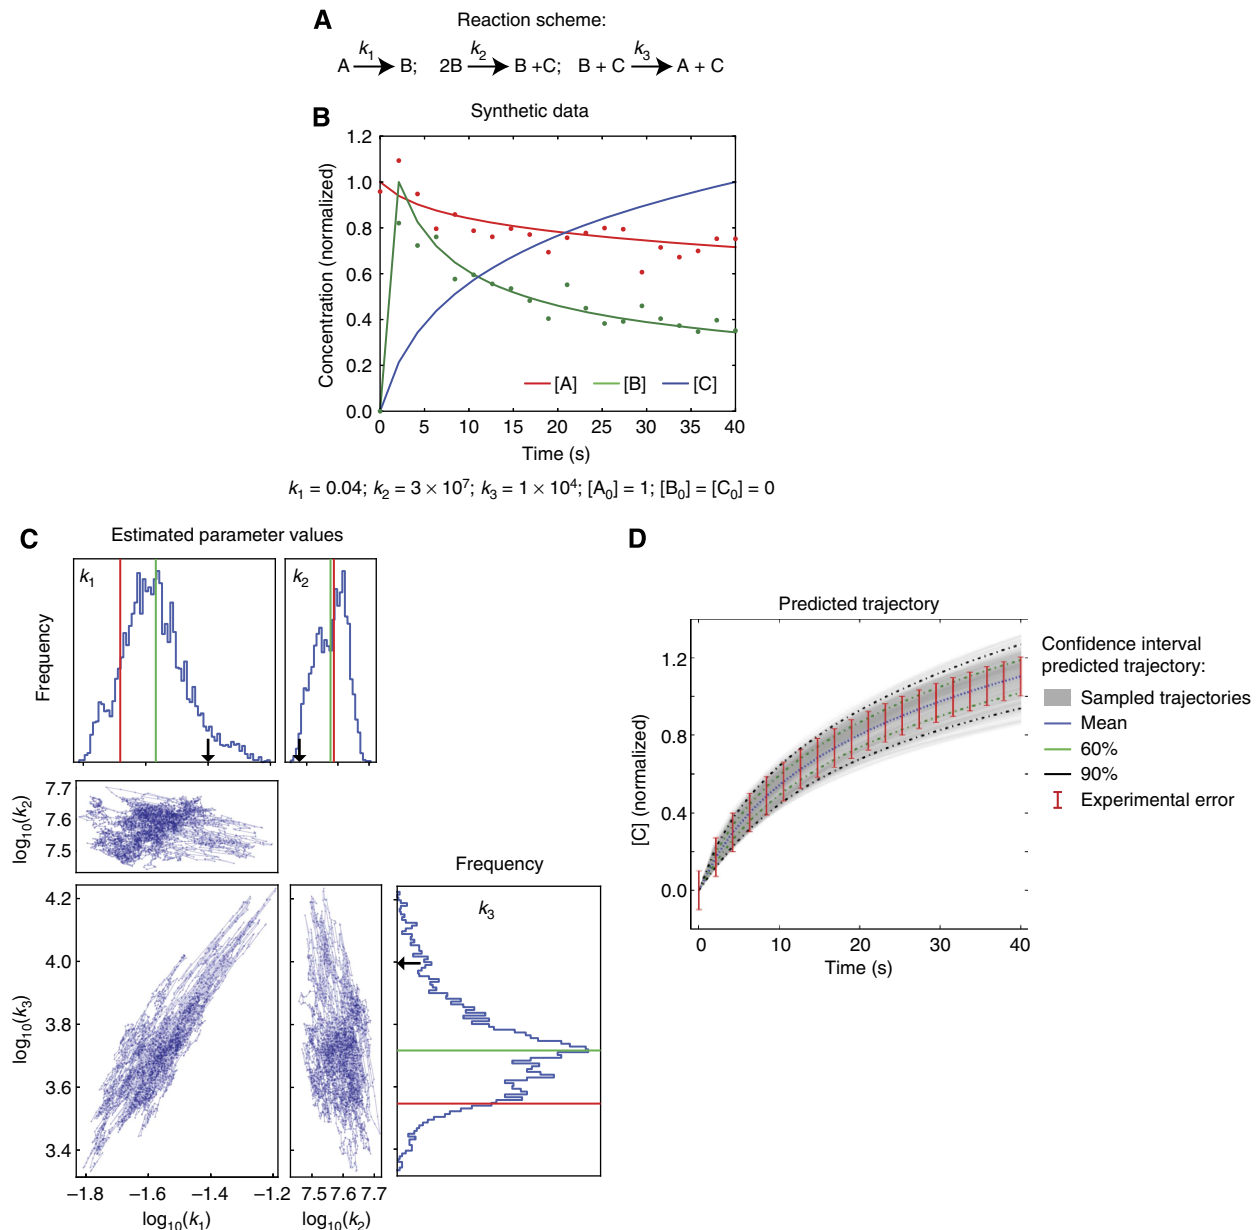 A Reaction scheme:
A k₁ → B; 2B k₂ → B +C; B + C k₃ → A + C
B Synthetic data
Concentration (normalized)
1.2
1.0
0.8
0.6
0.4
0.2
0.0
[A] [B] [C]
0 5 10 15 20 25 30 35 40
Time (s)
k₁ = 0.04; k₂ = 3 × 10⁷; k₃ = 1 × 10⁴; [A₀] = 1; [B₀] = [C₀] = 0
C Estimated parameter values
k₁
k₂
Frequency
log₁₀(k₂)
7.7
7.6
7.5
Frequency
k₃
log₁₀(k₃)
4.2
4.0
3.8
3.6
3.4
−1.8 −1.6 −1.4 −1.2
log₁₀(k₁)
7.5 7.6 7.7
log₁₀(k₂)
D
Predicted trajectory
[C] (normalized)
1.2
0.8
0.4
0.0
0 10 20 30 40
Time (s)
Confidence interval
predicted trajectory:
Sampled trajectories
Mean
60%
90%
Experimental error